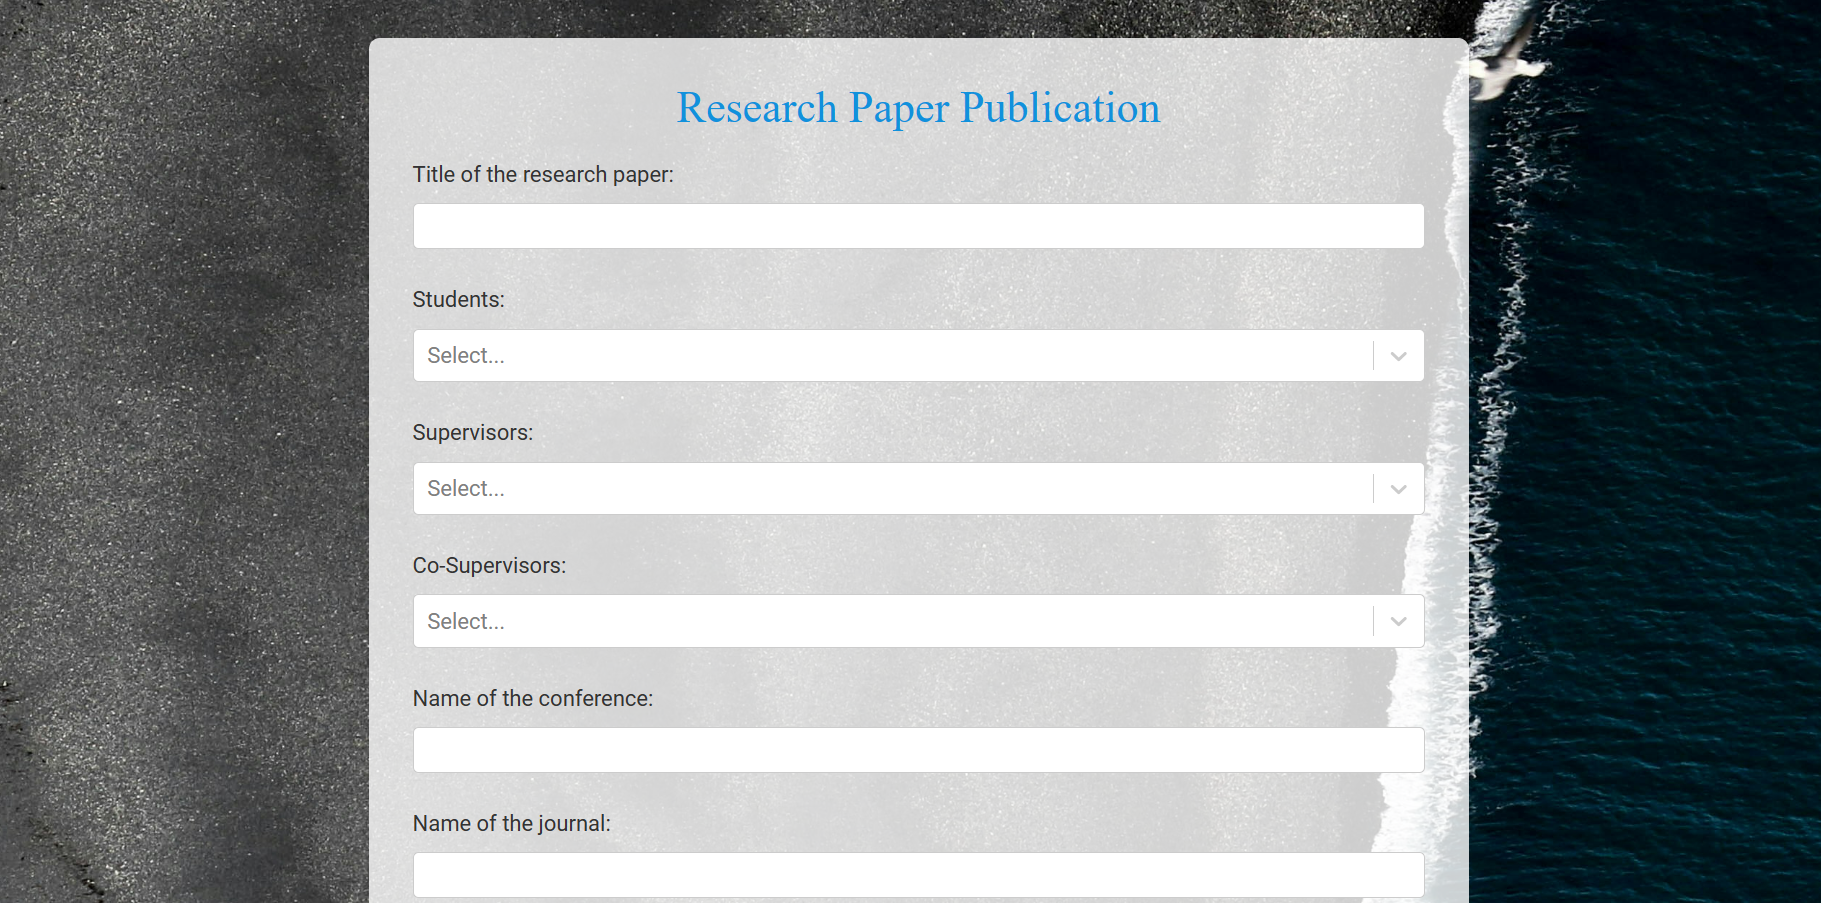 Research Paper Publication
Title of the research paper:
Students:
Select...
Supervisors:
Select...
Co-Supervisors:
Select...
Name of the conference:
Name of the journal: